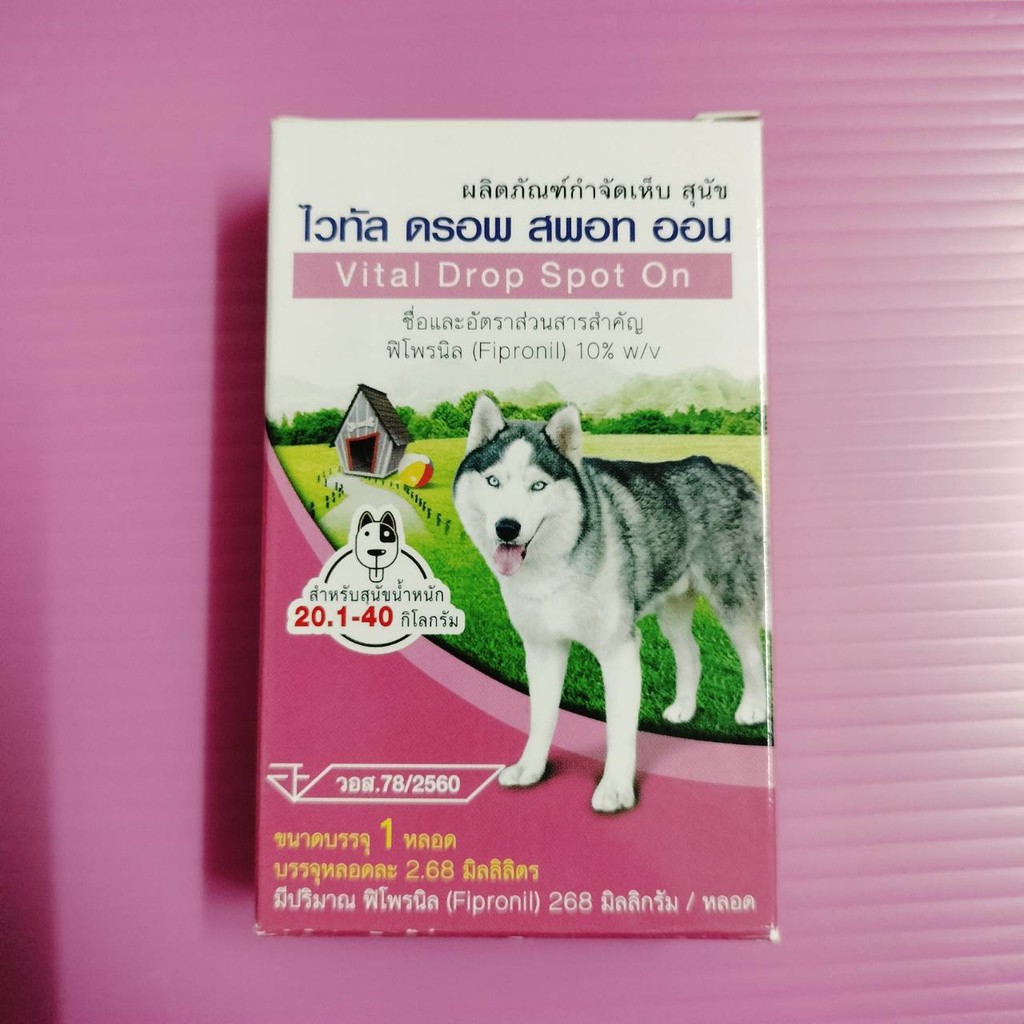 ผลิตภัณฑ์กำจัดเห็บ สุนัข
ไวทัล ดรอพ สพอท ออน
Vital Drop Spot On
ชื่อและอัตราส่วนสารสำคัญ
ฟิโพรนิล (Fipronil) 10% w/v
สำหรับสุนัขน้ำหนัก
20.1-40 กิโลกรัม
วอส.78/2560
ขนาดบรรจุ 1 หลอด
บรรจุหลอดละ 2.68 มิลลิลิตร
มีปริมาณ ฟิโพรนิล (Fipronil) 268 มิลลิกรัม / หลอด